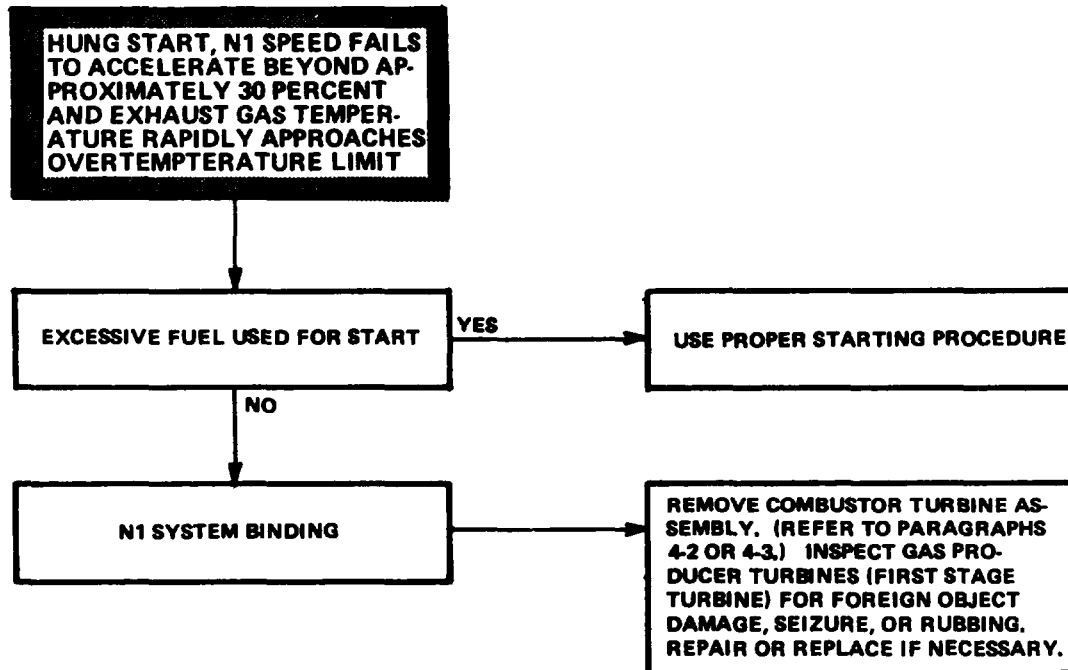 HUNG START, N1 SPEED FAILS
TO ACCELERATE BEYOND AP-
PROXIMATELY 30 PERCENT
AND EXHAUST GAS TEMPER-
ATURE RAPIDLY APPROACHES
OVERTEMPTERATURE LIMIT
EXCESSIVE FUEL USED FOR START
YES
USE PROPER STARTING PROCEDURE
NO
N1 SYSTEM BINDING
REMOVE COMBUSTOR TURBINE AS-
SEMBLY. (REFER TO PARAGRAPHS
4-2 OR 4-3.) INSPECT GAS PRO-
DUCER TURBINES (FIRST STAGE
TURBINE) FOR FOREIGN OBJECT
DAMAGE, SEIZURE, OR RUBBING.
REPAIR OR REPLACE IF NECESSARY.